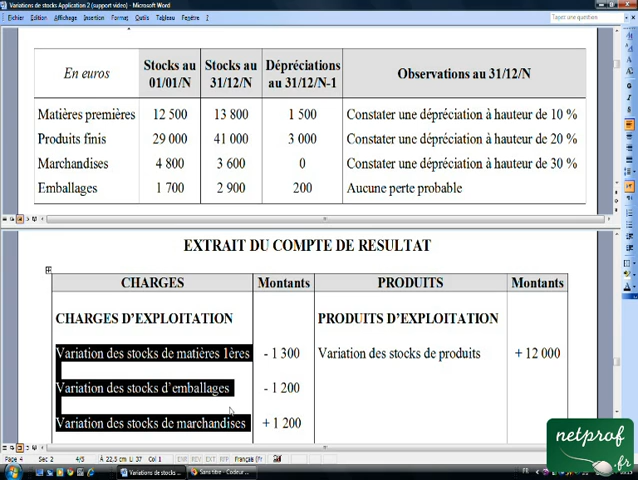 Variations de stocks Application 2 (support video) - Microsoft Word
Fichier Edition Affichage Insertion Format Outils Tableau Fenêtre ?
En euros Stocks au 01/01/N Stocks au 31/12/N Dépréciations au 31/12/N-1 Observations au 31/12/N
Matières premières 12 500 13 800 1 500 Constater une dépréciation à hauteur de 10 %
Produits finis 29 000 41 000 3 000 Constater une dépréciation à hauteur de 20 %
Marchandises 4 800 3 600 0 Constater une dépréciation à hauteur de 30 %
Emballages 1 700 2 900 200 Aucune perte probable
EXTRAIT DU COMPTE DE RESULTAT
CHARGES Montants PRODUITS Montants
CHARGES D'EXPLOITATION PRODUITS D'EXPLOITATION
Variation des stocks de matières 1ères - 1 300 Variation des stocks de produits + 12 000
Variation des stocks d'emballages - 1 200
Variation des stocks de marchandises + 1 200
netprof
.fr
Page 4 Sec 2 4/5 Li 37 Col 1 Français (Fr
Variations de stocks... Sans titre - Codeur ... FR